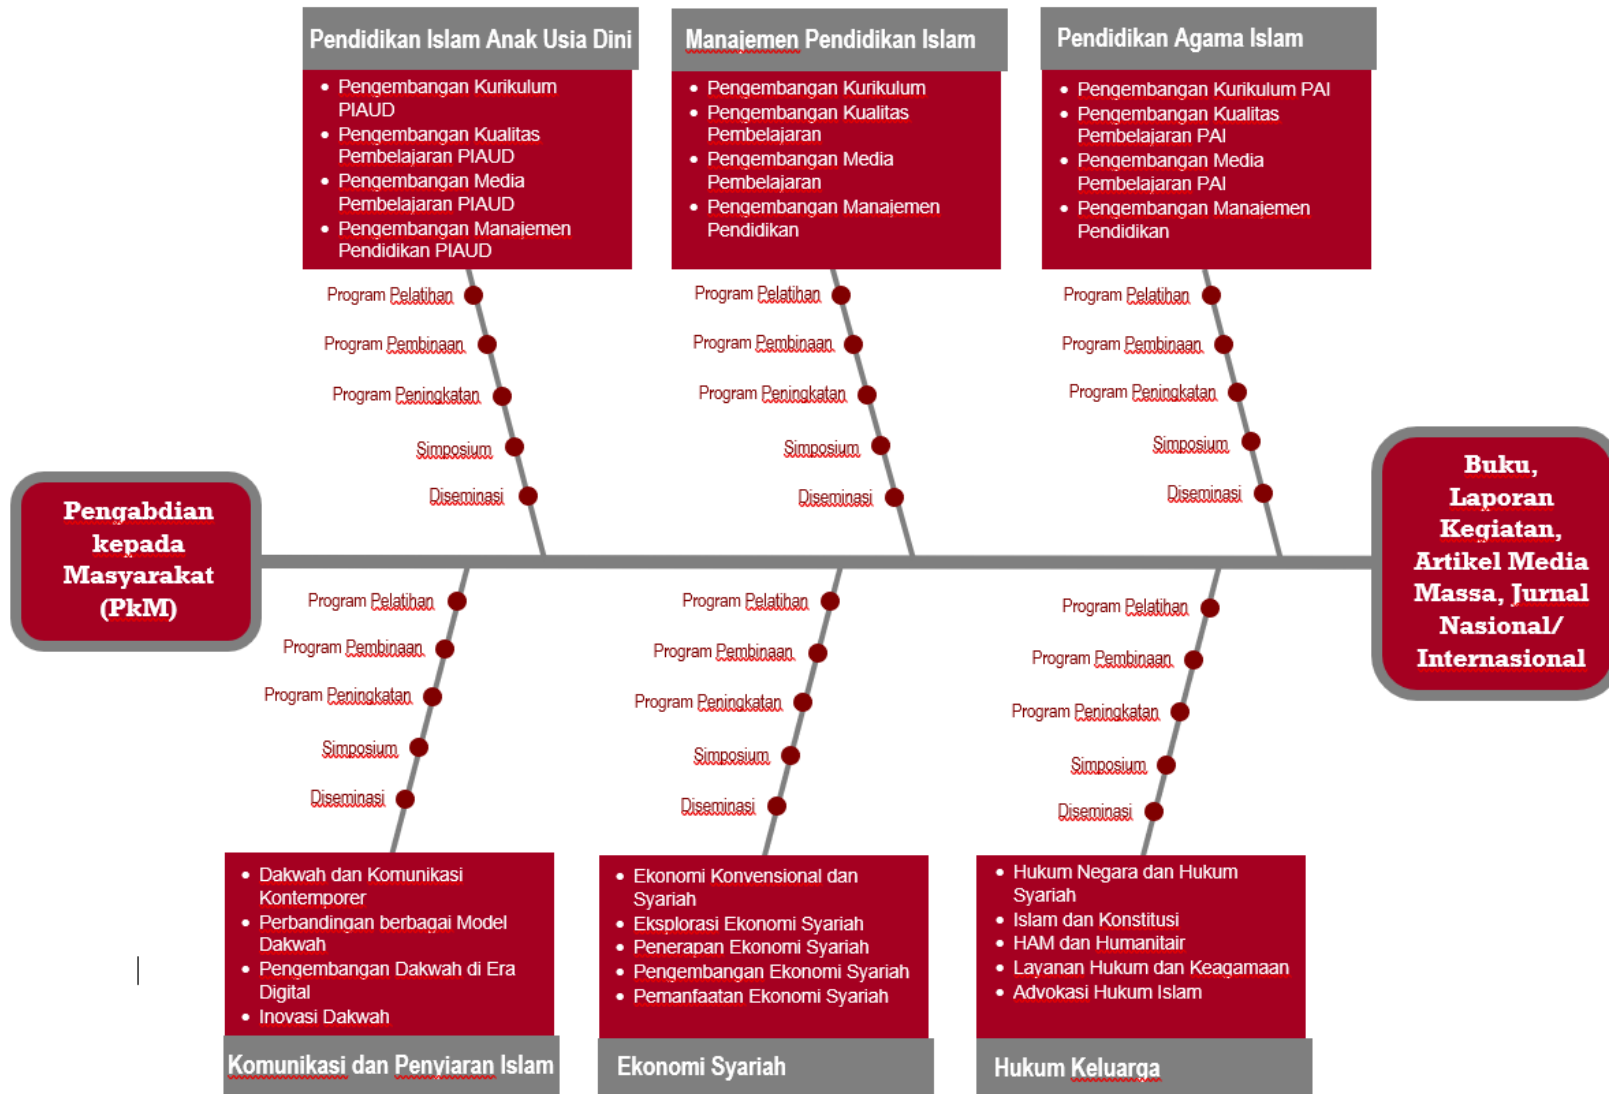 Pendidikan Islam Anak Usia Dini
• Pengembangan Kurikulum
PIAUD
• Pengembangan Kualitas
Pembelajaran PIAUD
• Pengembangan Media
Pembelajaran PIAUD
• Pengembangan Manajemen
Pendidikan PIAUD
Program Pelatihan
Program Pembinaan
Program Peningkatan
Simposium
Diseminasi
Manajemen Pendidikan Islam
• Pengembangan Kurikulum
• Pengembangan Kualitas
Pembelajaran
• Pengembangan Media
Pembelajaran
• Pengembangan Manajemen
Pendidikan
Program Pelatihan
Program Pembinaan
Program Peningkatan
Simposium
Diseminasi
Pendidikan Agama Islam
• Pengembangan Kurikulum PAI
• Pengembangan Kualitas
Pembelajaran PAI
• Pengembangan Media
Pembelajaran PAI
• Pengembangan Manajemen
Pendidikan
Program Pelatihan
Program Pembinaan
Program Peningkatan
Simposium
Diseminasi
Pengabdian
kepada
Masyarakat
(PkM)
Buku,
Laporan
Kegiatan,
Artikel Media
Massa, Jurnal
Nasional/
Internasional
Program Pelatihan
Program Pembinaan
Program Peningkatan
Simposium
Diseminasi
• Dakwah dan Komunikasi
Kontemporer
• Perbandingan berbagai Model
Dakwah
• Pengembangan Dakwah di Era
Digital
• Inovasi Dakwah
Komunikasi dan Penyiaran Islam
Program Pelatihan
Program Pembinaan
Program Peningkatan
Simposium
Diseminasi
• Ekonomi Konvensional dan
Syariah
• Eksplorasi Ekonomi Syariah
• Penerapan Ekonomi Syariah
• Pengembangan Ekonomi Syariah
• Pemanfaatan Ekonomi Syariah
Ekonomi Syariah
Program Pelatihan
Program Pembinaan
Program Peningkatan
Simposium
Diseminasi
• Hukum Negara dan Hukum
Syariah
• Islam dan Konstitusi
• HAM dan Humanitair
• Layanan Hukum dan Keagamaan
• Advokasi Hukum Islam
Hukum Keluarga